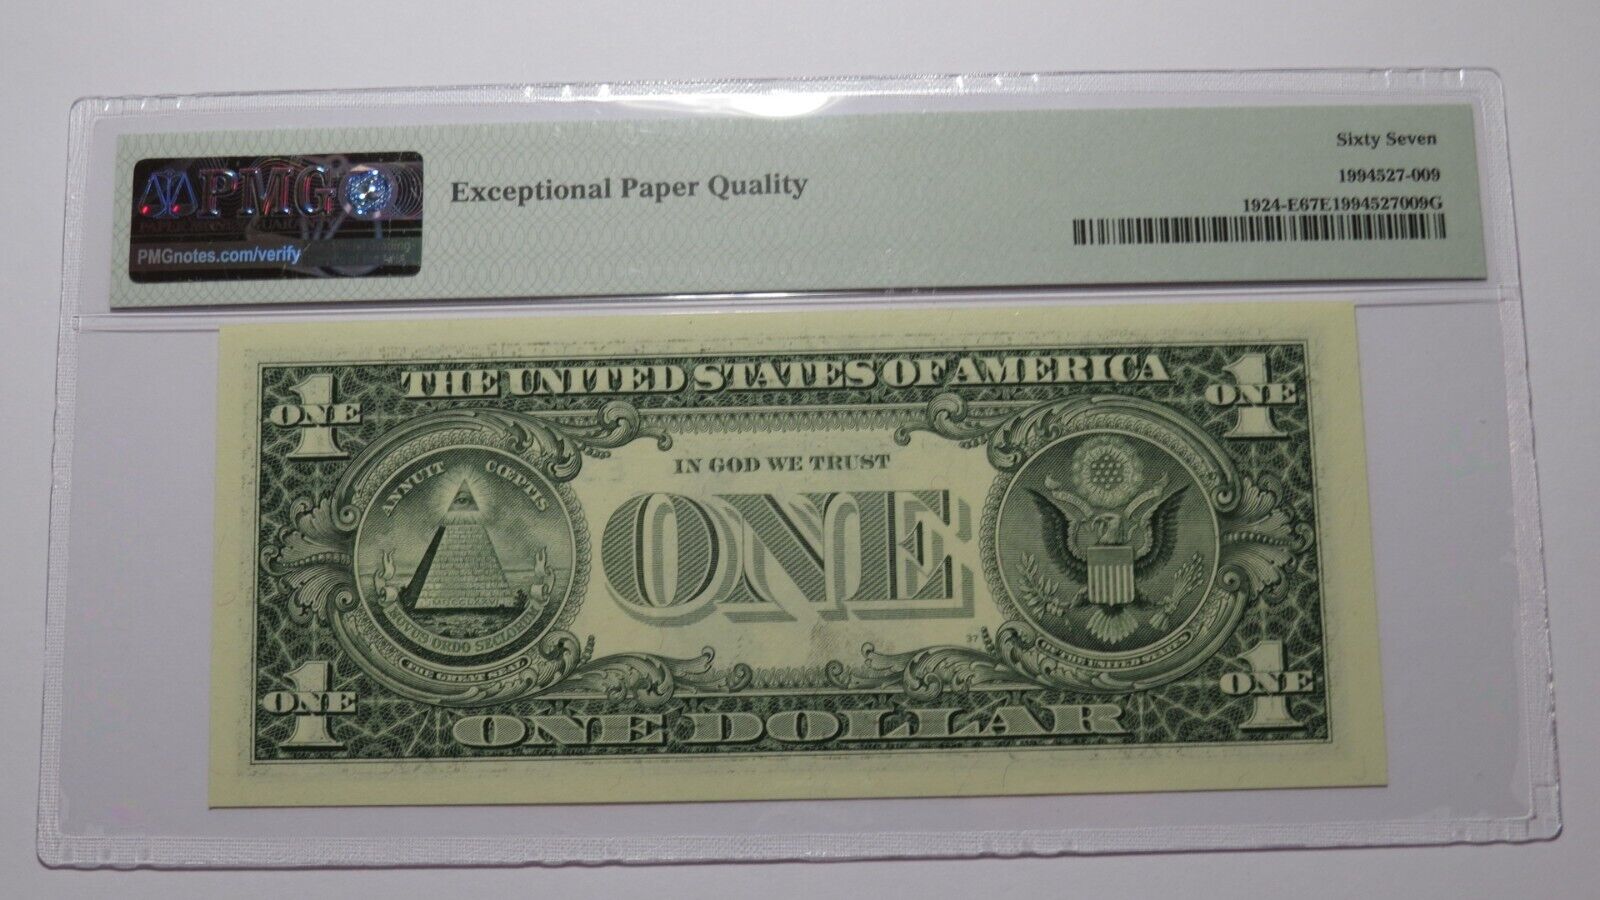 Sixty Seven
1994527-009
1924-E67E1994527009G
PMG
PMGnotes.com/verify
Exceptional Paper Quality
THE UNITED STATES OF AMERICA
1 ONE
1 ONE
IN GOD WE TRUST
ANNUIT CŒPTIS
ONE
MDCCLXXVI
NOVUS ORDO SECLORUM
THE GREAT SEAL
37
OF THE UNITED STATES
1 ONE
1 ONE
ONE DOLLAR